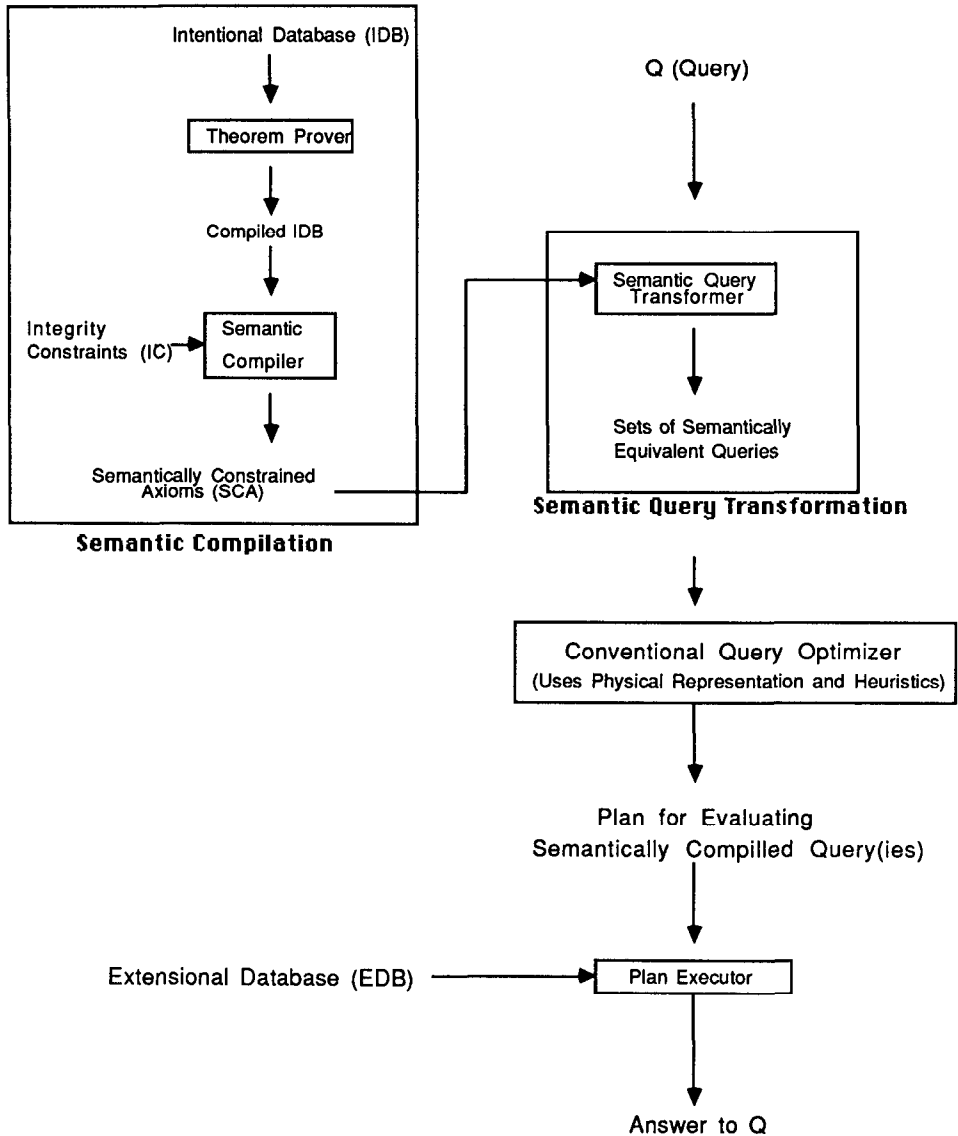 Intentional Database (IDB)
Theorem Prover
Compiled IDB
Integrity
Constraints (IC)
Semantic
Compiler
Semantically Constrained
Axioms (SCA)
Semantic Compilation
Q (Query)
Semantic Query
Transformer
Sets of Semantically
Equivalent Queries
Semantic Query Transformation
Conventional Query Optimizer
(Uses Physical Representation and Heuristics)
Plan for Evaluating
Semantically Compilled Query(ies)
Extensional Database (EDB)
Plan Executor
Answer to Q